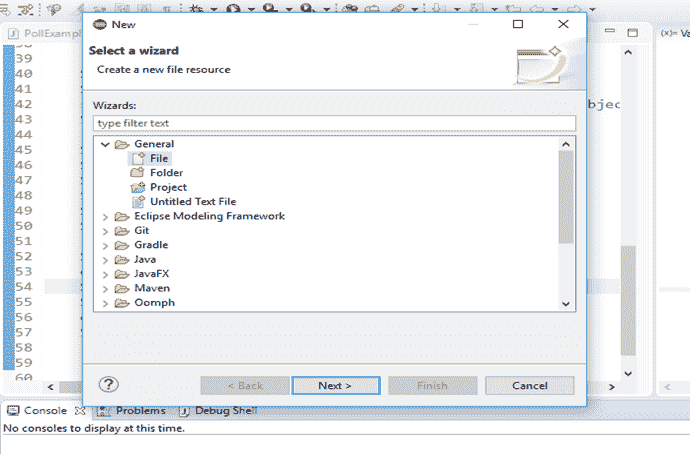 New
PollExampl
Select a wizard
Create a new file resource
(x)= Va
Wizards:
type filter text
General
File
Folder
Project
Untitled Text File
Eclipse Modeling Framework
Git
Gradle
Java
JavaFX
Maven
Oomph
39
40
41
42
43
44
45
46
47
48
49
50
51
52
53
54
55
56
57
58
59
60
bjec
< Back
Next >
Finish
Cancel
Console
Problems
Debug Shell
No consoles to display at this time.